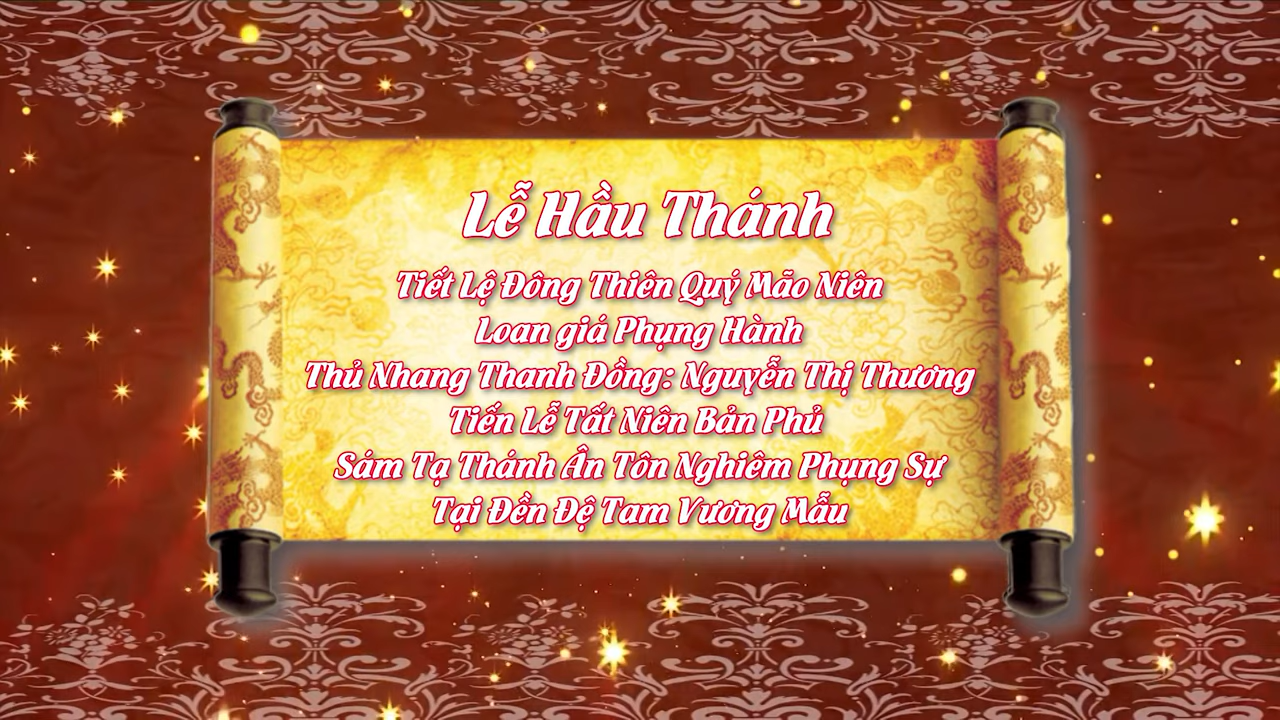 Lễ Hầu Thánh
Tiết Lệ Đông Thiên Quý Mão Niên
Loan giá Phụng Hành
Thủ Nhang Thanh Đồng: Nguyễn Thị Thương
Tiến Lễ Tất Niên Bản Phủ
Sám Tạ Thánh Ân Tôn Nghiêm Phụng Sự
Tại Đền Đệ Tam Vương Mẫu